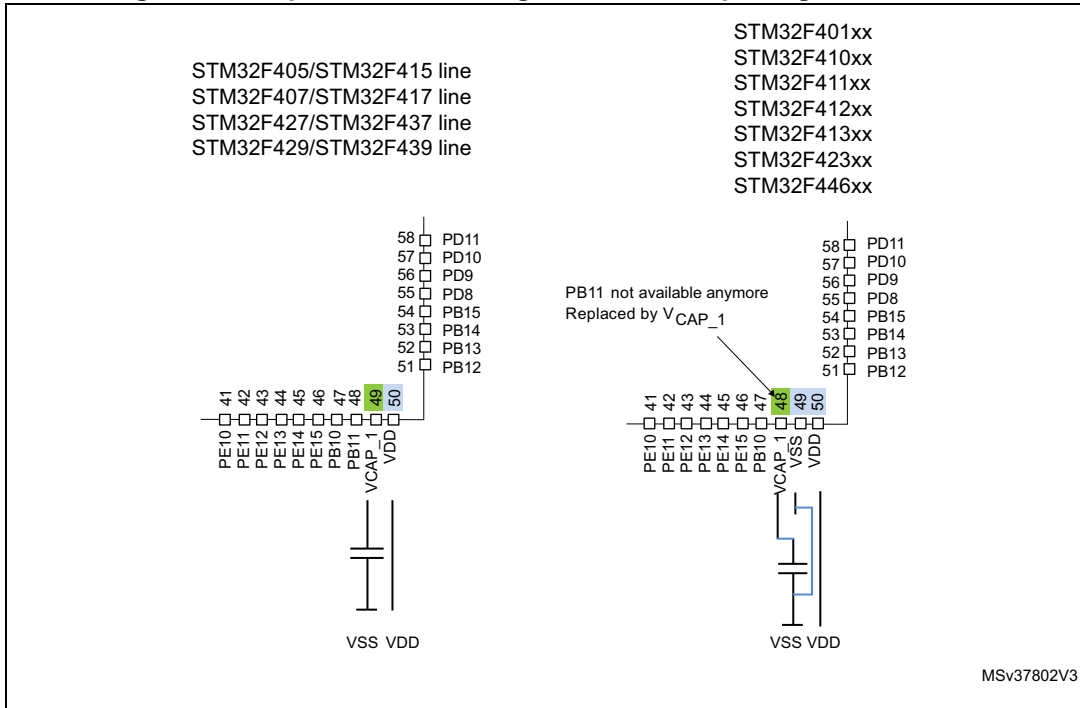 STM32F405/STM32F415 line
STM32F407/STM32F417 line
STM32F427/STM32F437 line
STM32F429/STM32F439 line
58 PD11
57 PD10
56 PD9
55 PD8
54 PB15
53 PB14
52 PB13
51 PB12
41 42 43 44 45 46 47 48 49 50
PE10 PE11 PE12 PE13 PE14 PE15 PB10 PB11 VCAP_1 VDD
VSS VDD
STM32F401xx
STM32F410xx
STM32F411xx
STM32F412xx
STM32F413xx
STM32F423xx
STM32F446xx
PB11 not available anymore
Replaced by VCAP_1
58 PD11
57 PD10
56 PD9
55 PD8
54 PB15
53 PB14
52 PB13
51 PB12
41 42 43 44 45 46 47 48 49 50
PE10 PE11 PE12 PE13 PE14 PE15 PB10 VCAP_1 VSS VDD
VSS VDD
MSv37802V3